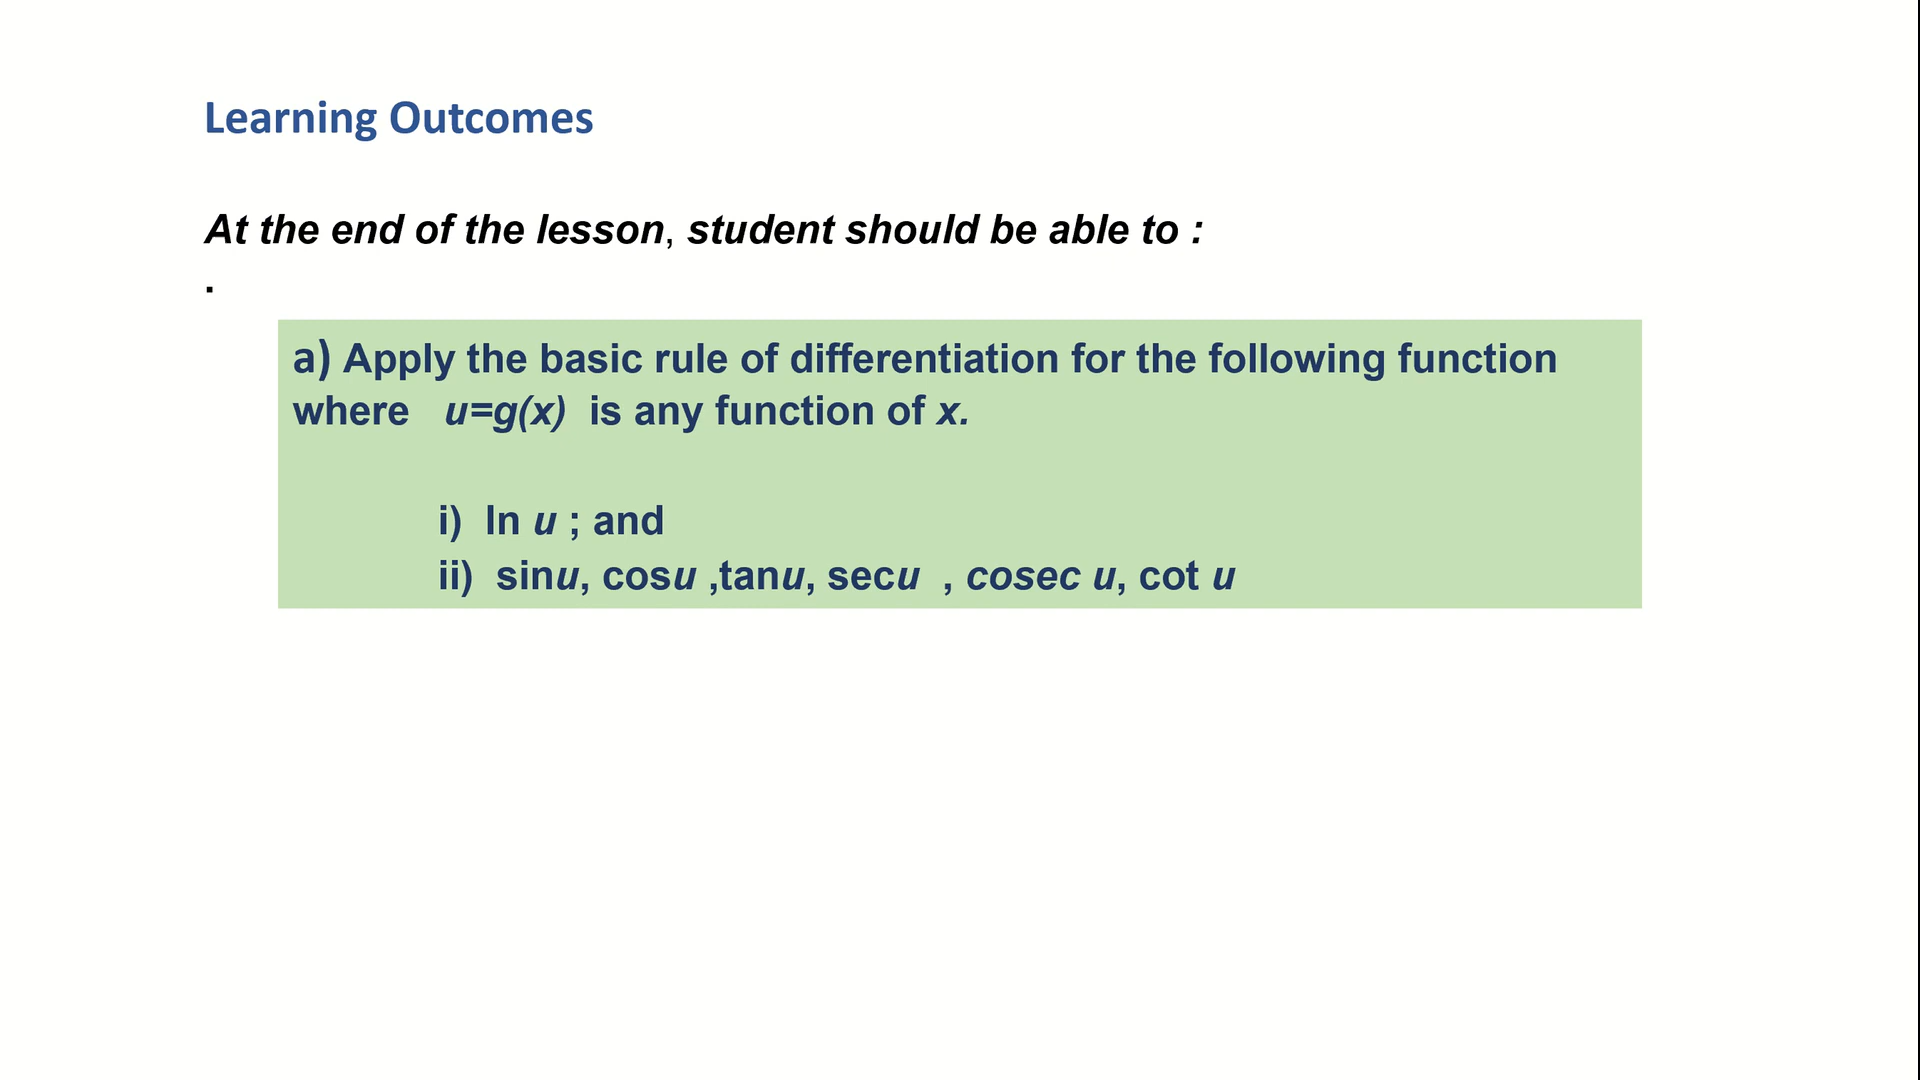 Learning Outcomes
At the end of the lesson, student should be able to :
.
a) Apply the basic rule of differentiation for the following function
where u=g(x) is any function of x.
i) ln u ; and
ii) sinu, cosu ,tanu, secu , cosec u, cot u